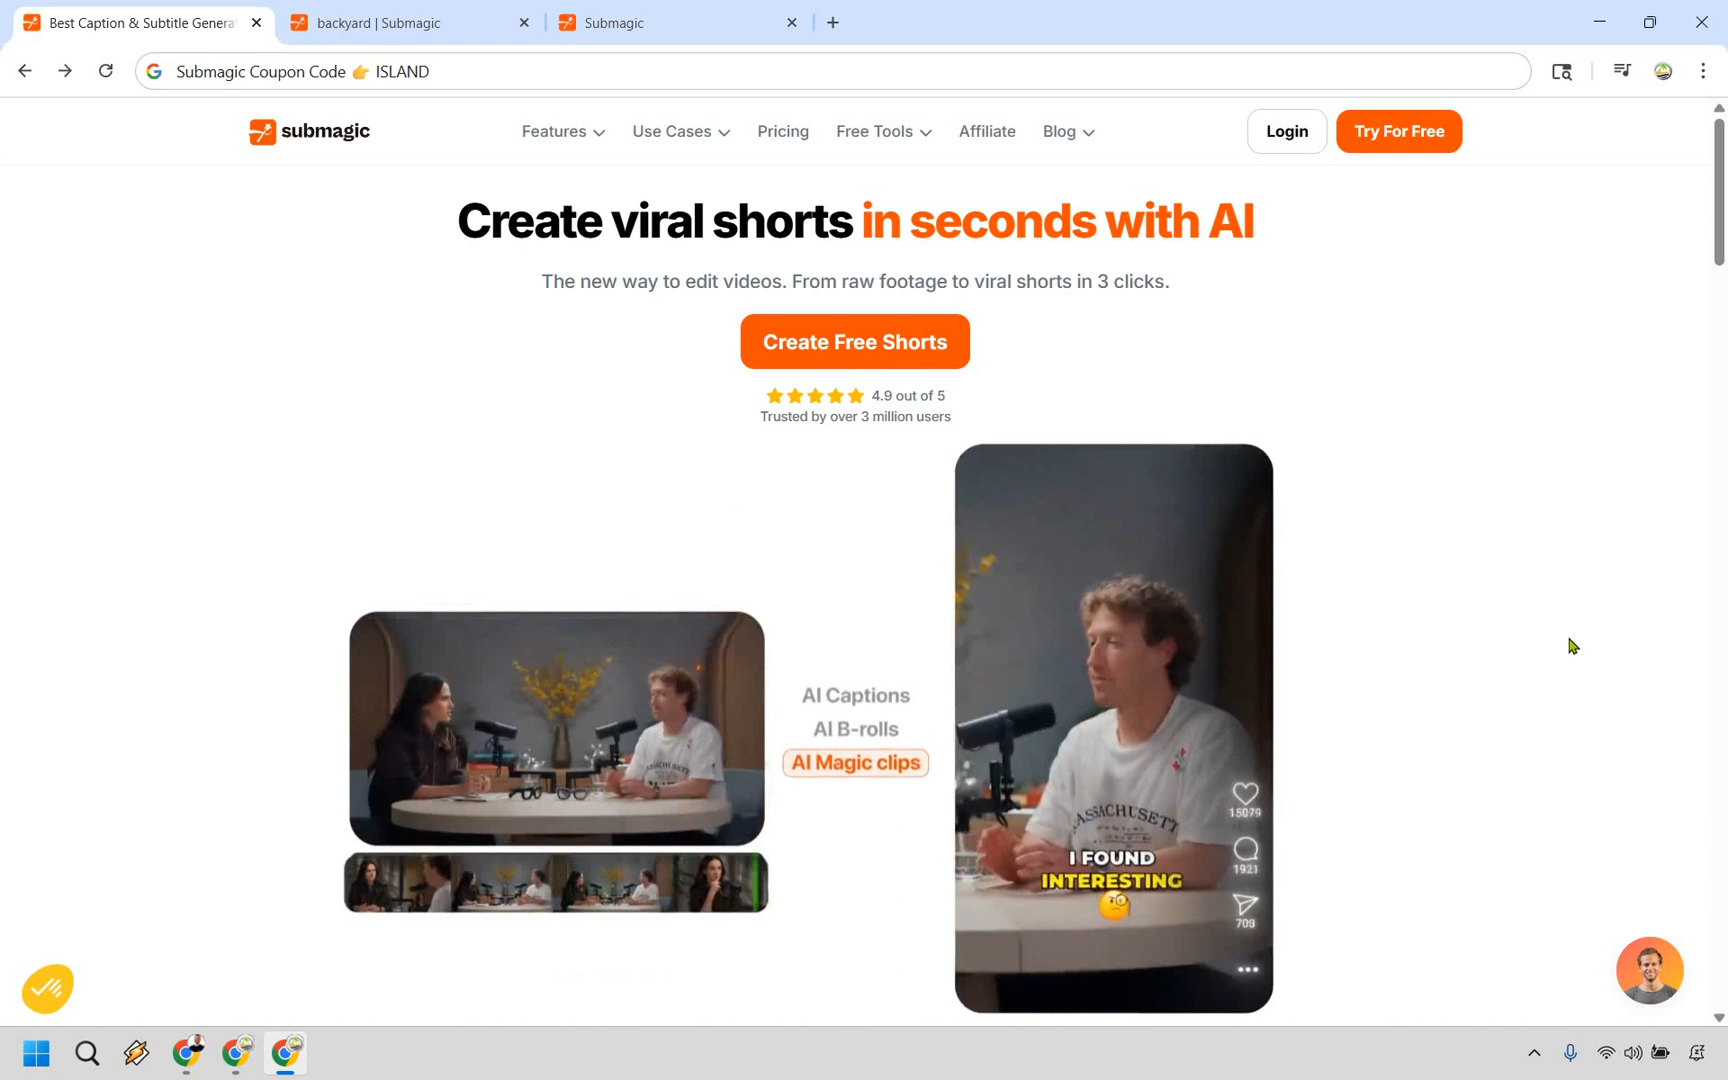 Best Caption & Subtitle Genera
backyard | Submagic
Submagic
Submagic Coupon Code 👉 ISLAND
submagic
Features
Use Cases
Pricing
Free Tools
Affiliate
Blog
Login
Try For Free
Create viral shorts in seconds with AI
The new way to edit videos. From raw footage to viral shorts in 3 clicks.
Create Free Shorts
4.9 out of 5
Trusted by over 3 million users
AI Captions
AI B-rolls
AI Magic clips
MASSACHUSETT
I FOUND
INTERESTING
15079
1921
709